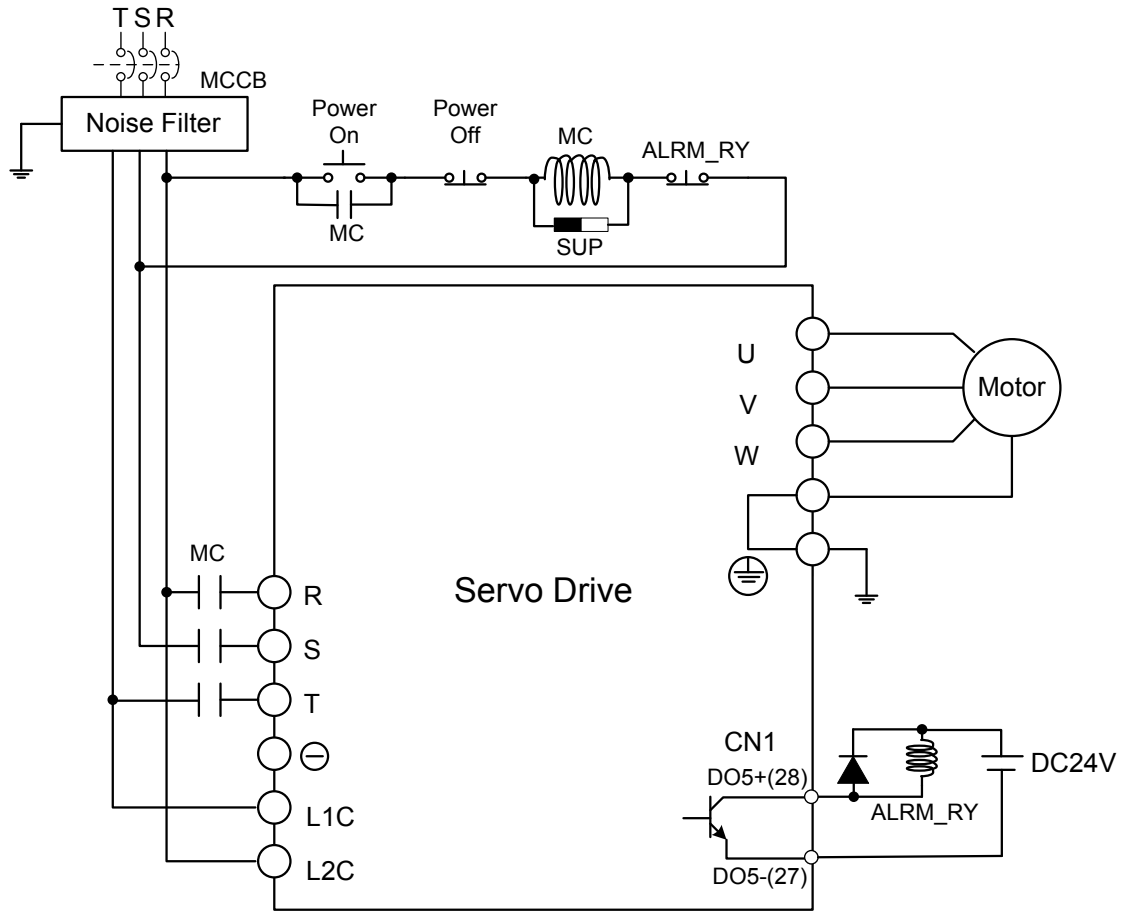 T S R
MCCB
Noise Filter
Power
On
Power
Off
MC
ALRM_RY
MC
SUP
U
V
W
Motor
Servo Drive
MC
R
S
T
L1C
L2C
CN1
DO5+(28)
DO5-(27)
ALRM_RY
DC24V